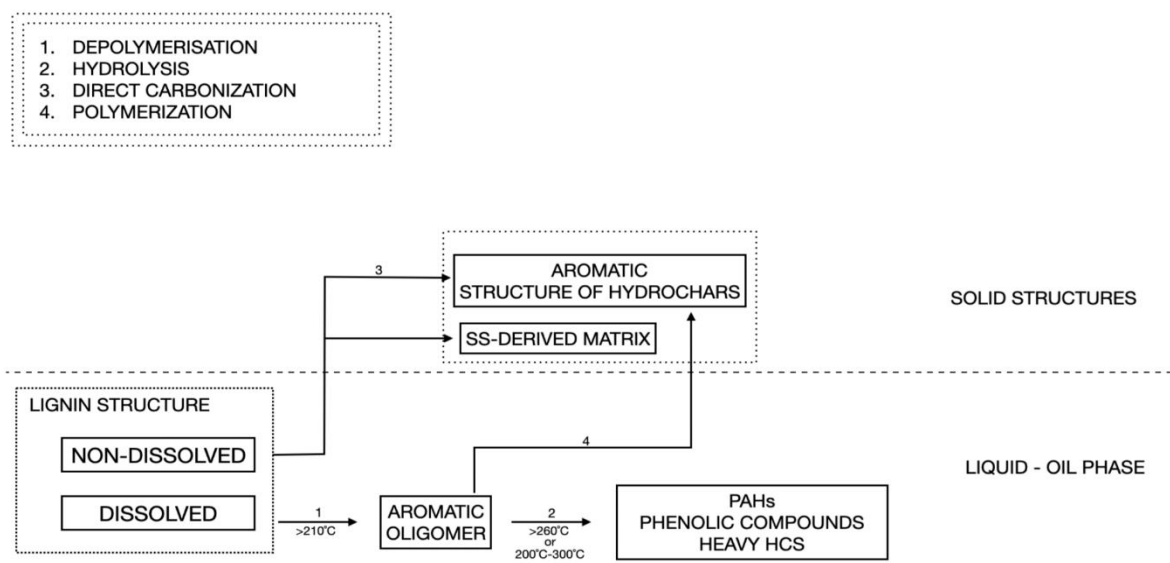 1. DEPOLYMERISATION
2. HYDROLYSIS
3. DIRECT CARBONIZATION
4. POLYMERIZATION
3
AROMATIC
STRUCTURE OF HYDROCHARS
SS-DERIVED MATRIX
SOLID STRUCTURES
LIGNIN STRUCTURE
NON-DISSOLVED
DISSOLVED
1
>210°C
AROMATIC
OLIGOMER
4
2
>260°C
or
200°C-300°C
PAHs
PHENOLIC COMPOUNDS
HEAVY HCS
LIQUID - OIL PHASE